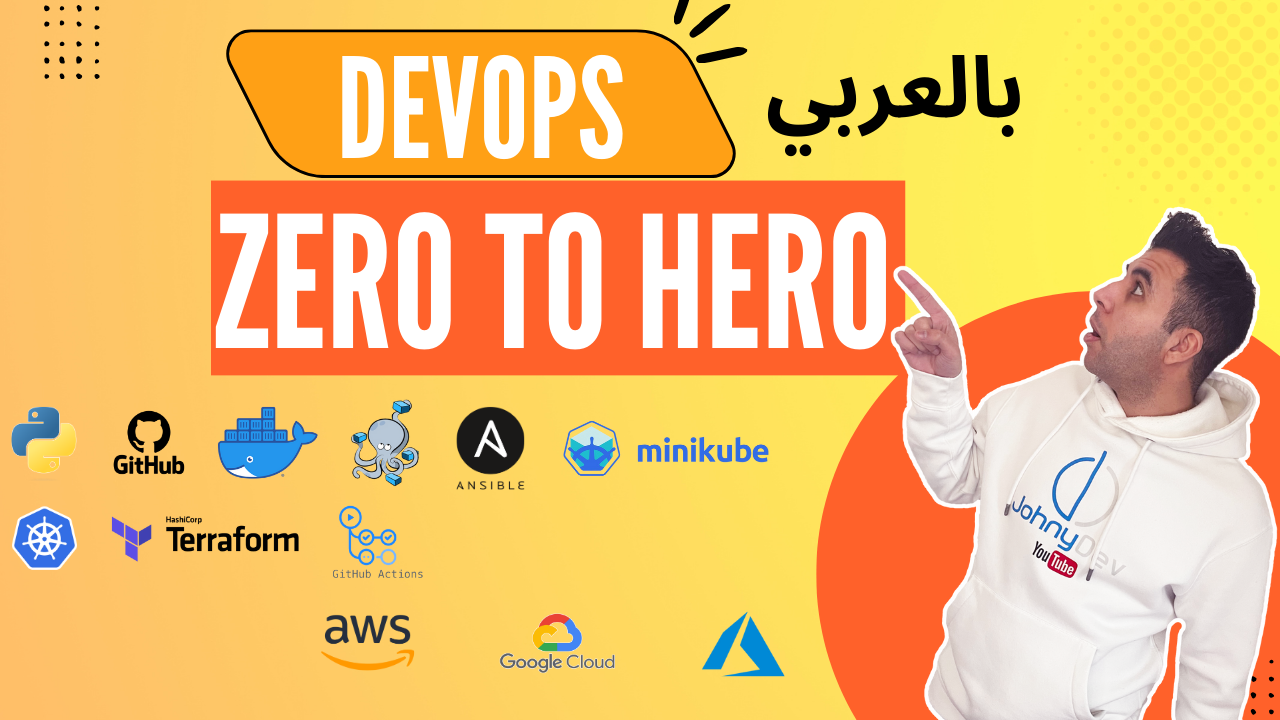 DEVOPS
بالعربي
ZERO TO HERO
GitHub
ANSIBLE
minikube
HashiCorp
Terraform
GitHub Actions
aws
Google Cloud
JohnyDev
YouTube